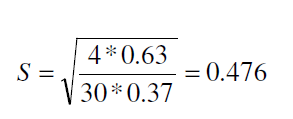 S = √(4*0.63 / 30*0.37) = 0.476